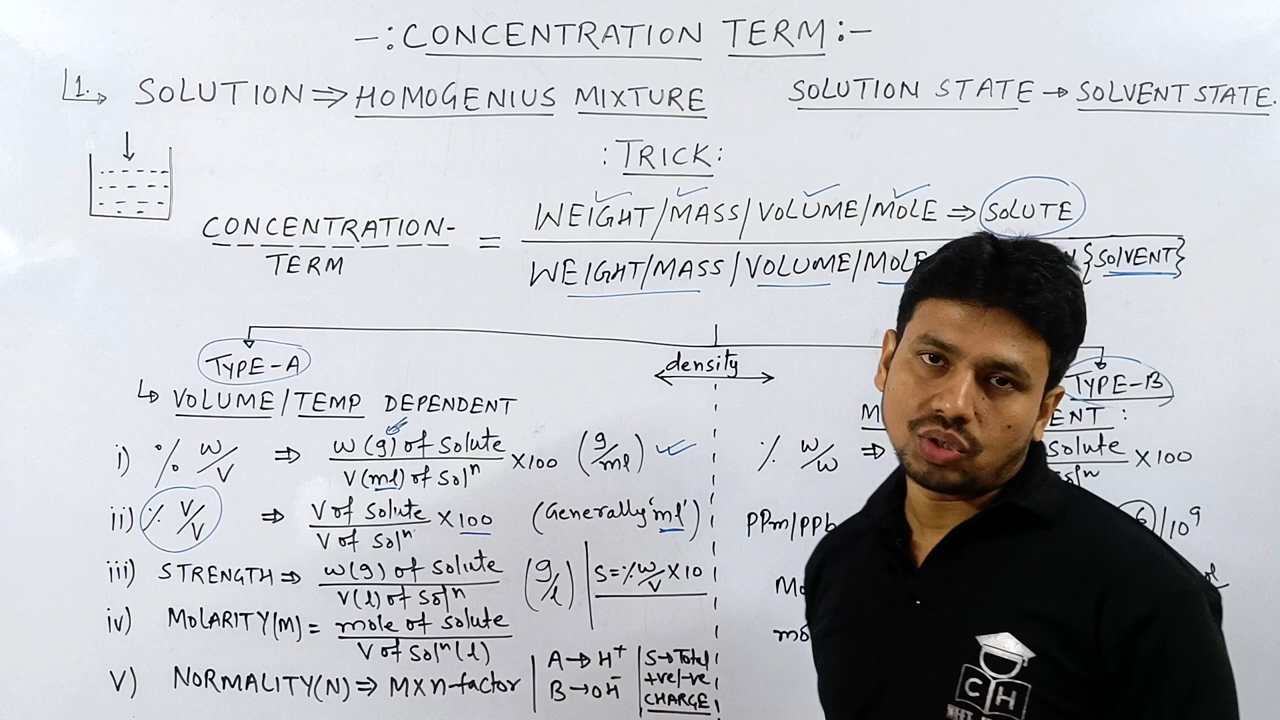 -:CONCENTRATION TERM:-
1. SOLUTION ⇒ HOMOGENIUS MIXTURE
SOLUTION STATE → SOLVENT STATE.
:TRICK:
CONCENTRATION-TERM = WEIGHT/MASS/VOLUME/MOLE ⇒ SOLUTE
WEIGHT/MASS/VOLUME/MOLE {SOLVENT}
density
TYPE-A
VOLUME/TEMP DEPENDENT
i) % w/v ⇒ w(g) of solute / v(ml) of solⁿ ×100 (g/ml)
ii) % v/v ⇒ v of solute / v of solⁿ ×100 (Generally 'ml')
iii) STRENGTH ⇒ w(g) of solute / v(l) of solⁿ (g/l) | S=% w/v ×10
iv) MOLARITY(M) = mole of solute / v of solⁿ(l)
v) NORMALITY(N) ⇒ M×n-factor | A→H⁺ B→OH⁻ | S→Total +ve/-ve CHARGE
TYPE-B
ENT :
% w/w ⇒ solute ×100
PPm/PPb /10⁹
CH